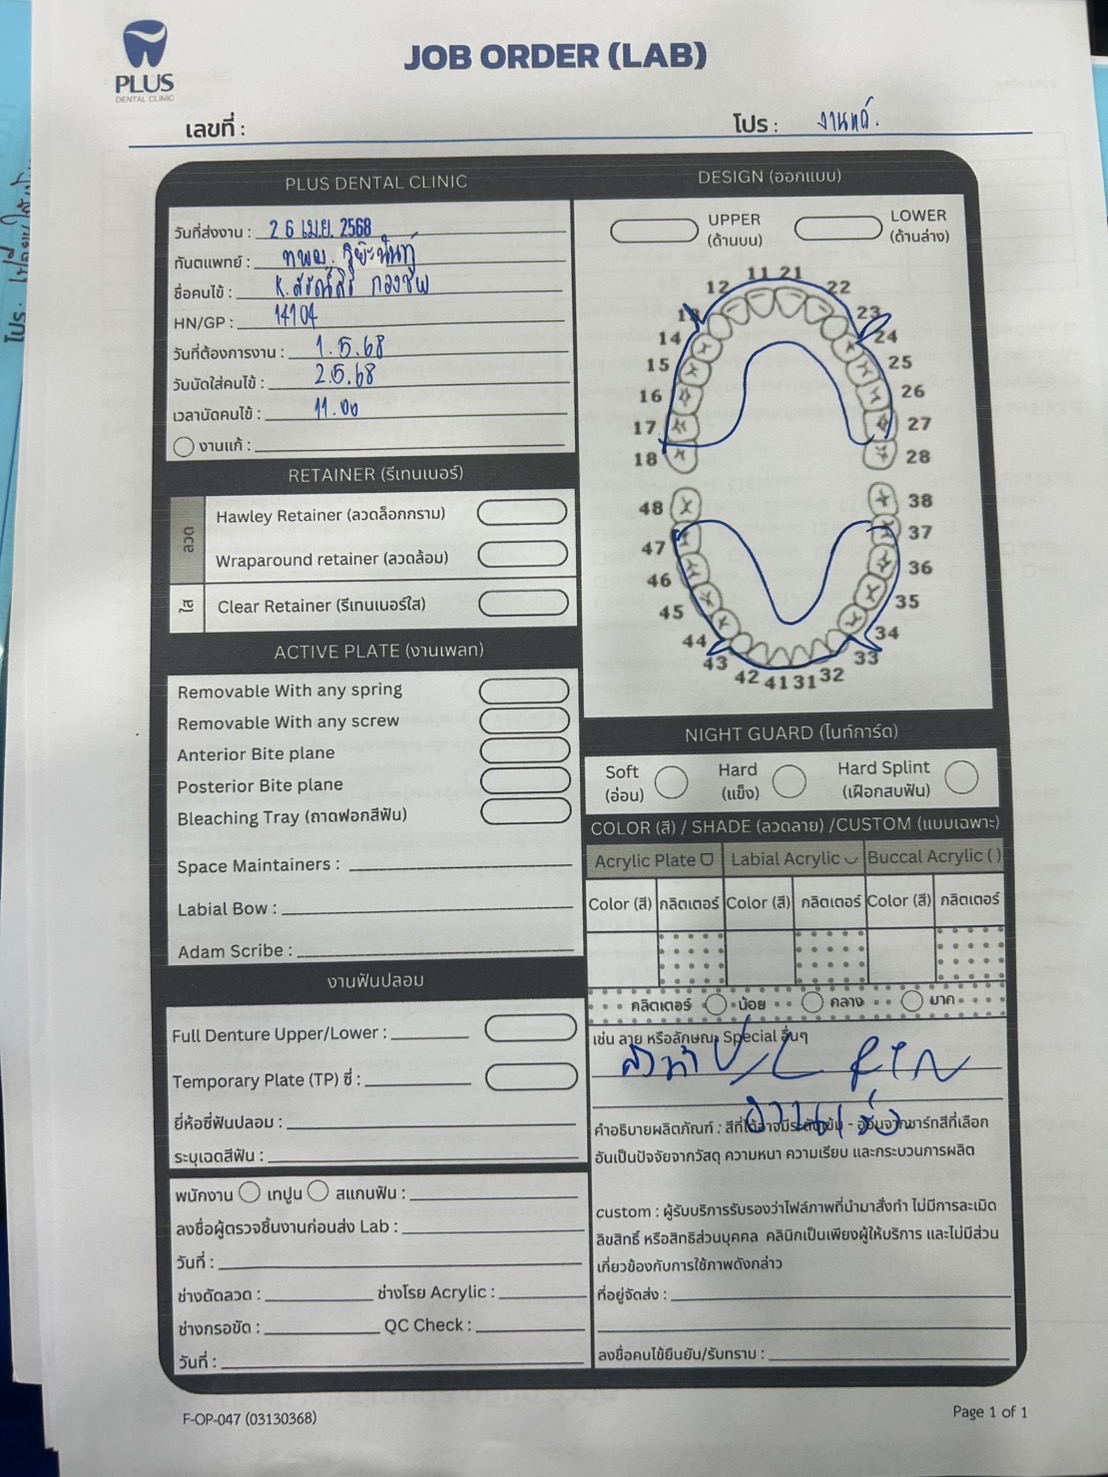 PLUS
DENTAL CLINIC
JOB ORDER (LAB)
เลขที่ :
โปร :
PLUS DENTAL CLINIC
วันที่ส่งงาน : 26 เม.ย. 2568
ทันตแพทย์ : ทพญ.
ชื่อคนไข้ : K.
HN/GP : 14104
วันที่ต้องการงาน : 1.5.68
วันนัดใส่คนไข้ : 2.5.68
เวลานัดคนไข้ : 11.00
งานแก้ :
RETAINER (รีเทนเนอร์)
ลวด
Hawley Retainer (ลวดล็อกกราม)
Wraparound retainer (ลวดล้อม)
ใส
Clear Retainer (รีเทนเนอร์ใส)
ACTIVE PLATE (งานเพลท)
Removable With any spring
Removable With any screw
Anterior Bite plane
Posterior Bite plane
Bleaching Tray (ถาดฟอกสีฟัน)
Space Maintainers :
Labial Bow :
Adam Scribe :
งานฟันปลอม
Full Denture Upper/Lower :
Temporary Plate (TP) ซี่ :
ยี่ห้อซี่ฟันปลอม :
ระบุเฉดสีฟัน :
พนักงาน เทปูน สแกนฟัน :
ลงชื่อผู้ตรวจชิ้นงานก่อนส่ง Lab :
วันที่ :
ช่างดัดลวด : ช่างโรย Acrylic :
ช่างกรอขัด : QC Check :
วันที่ :
DESIGN (ออกแบบ)
UPPER (ด้านบน)
LOWER (ด้านล่าง)
11 21
12 22
13 23
14 24
15 25
16 26
17 27
18 28
48 38
47 37
46 36
45 35
44 34
43 33
42 41 31 32
NIGHT GUARD (ไนท์การ์ด)
Soft (อ่อน)
Hard (แข็ง)
Hard Splint (เฝือกสบฟัน)
COLOR (สี) / SHADE (ลวดลาย) /CUSTOM (แบบเฉพาะ)
Acrylic Plate Labial Acrylic Buccal Acrylic ( )
Color (สี) กลิตเตอร์ Color (สี) กลิตเตอร์ Color (สี) กลิตเตอร์
กลิตเตอร์ น้อย กลาง มาก
เช่น ลาย หรือลักษณะ Special อื่นๆ
U/L RTN
งานเร่ง
คำอธิบายผลิตภัณฑ์ : สีที่ได้อาจมีระดับเข้ม - อ่อนจากชาร์ทสีที่เลือก
อันเป็นปัจจัยจากวัสดุ ความหนา ความเรียบ และกระบวนการผลิต
custom : ผู้รับบริการรับรองว่าไฟล์ภาพที่นำมาสั่งทำ ไม่มีการละเมิด
ลิขสิทธิ์ หรือสิทธิส่วนบุคคล คลินิกเป็นเพียงผู้ให้บริการ และไม่มีส่วน
เกี่ยวข้องกับการใช้ภาพดังกล่าว
ที่อยู่จัดส่ง :
ลงชื่อคนไข้ยืนยัน/รับทราบ :
F-OP-047 (03130368)
Page 1 of 1